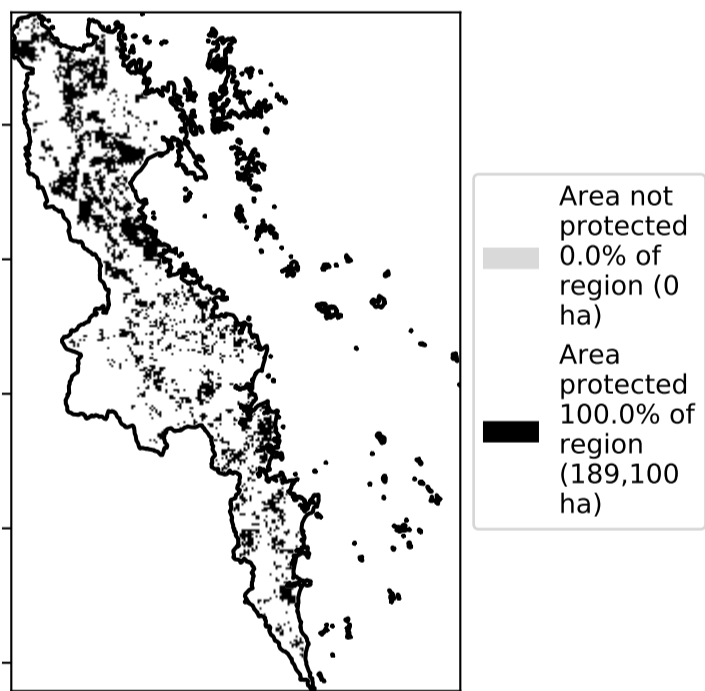 Area not
protected
0.0% of
region (0
ha)
Area
protected
100.0% of
region
(189,100
ha)